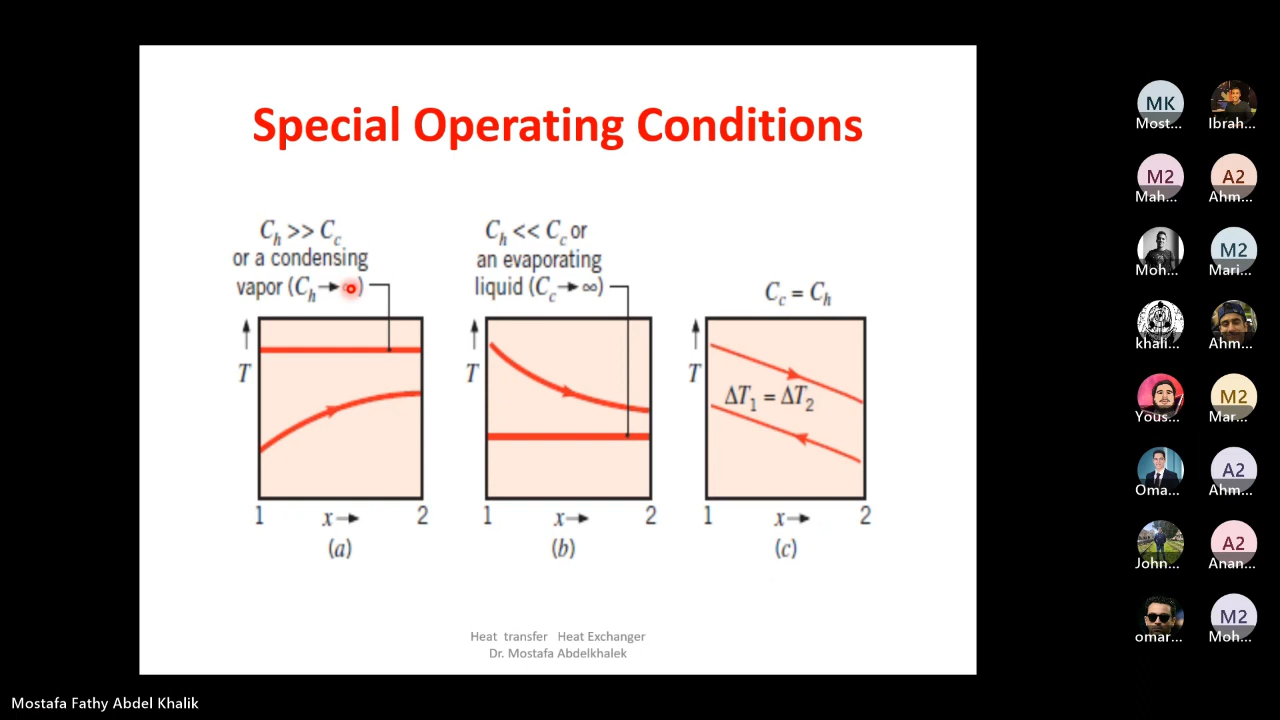 Special Operating Conditions
C_h >> C_c
or a condensing
vapor (C_h→∞)
T
1 x→ 2
(a)
C_h << C_c or
an evaporating
liquid (C_c→∞)
T
1 x→ 2
(b)
C_c = C_h
T
ΔT_1 = ΔT_2
1 x→ 2
(c)
Heat transfer Heat Exchanger
Dr. Mostafa Abdelkhalek
MK
Most...
Ibrah...
M2
Mah...
A2
Ahm...
Moh...
M2
Mari...
khali...
Ahm...
Yous...
M2
Mar...
Oma...
A2
Ahm...
John...
A2
Anan...
omar...
M2
Moh...
Mostafa Fathy Abdel Khalik